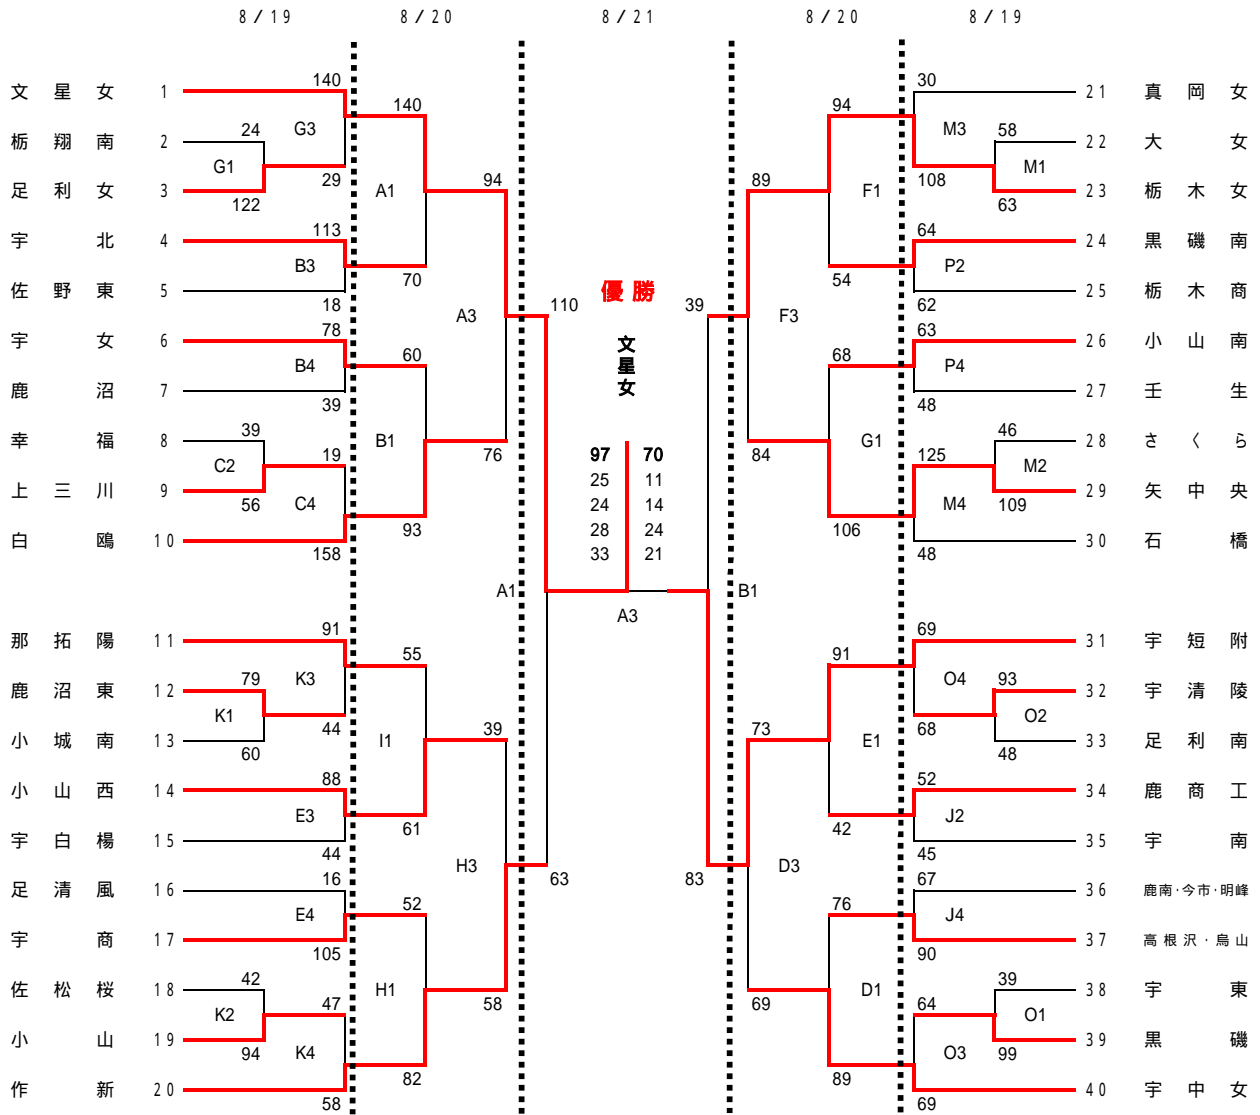 8/19 8/20 8/21 8/20 8/19
140 30
文星女 1 21 真岡女
140 94
24 G3 M3 58
栃翔南 2 22 大女
G1 M1
29 A1 94 89 F1 108
足利女 3 23 栃木女
122 63
113 64
宇北 4 24 黒磯南
B3 P2
70 54
佐野東 5 優勝 25 栃木商
18 110 39 62
A3 F3
78 63
宇女 6 文星女 26 小山南
60 68
B4 P4
鹿沼 7 27 壬生
39 48
39 46
幸福 8 28 さくら
B1 G1
19 76 97 70 84 125
C2 M2
25 11
上三川 9 29 矢中央
56 C4 24 14 M4 109
93 106
28 24
白鴎 10 30 石橋
158 33 21 48
A1 B1
A3
91 69
那拓陽 11 31 宇短附
55 91
79 K3 O4 93
鹿沼東 12 32 宇清陵
K1 O2
44 39 73 68
小城南 13 I1 E1 33 足利南
60 48
88 52
小山西 14 34 鹿商工
E3 J2
61 42
宇白楊 15 35 宇南
44 45
H3 63 83 D3
16 67
足清風 16 36 鹿南・今市・明峰
52 76
E4 J4
宇商 17 37 高根沢・烏山
105 90
42 39
佐松桜 18 H1 D1 38 宇東
47 58 69 64
K2 O1
小山 19 39 黒磯
94 K4 O3 99
82 89
作新 20 40 宇中女
58 69